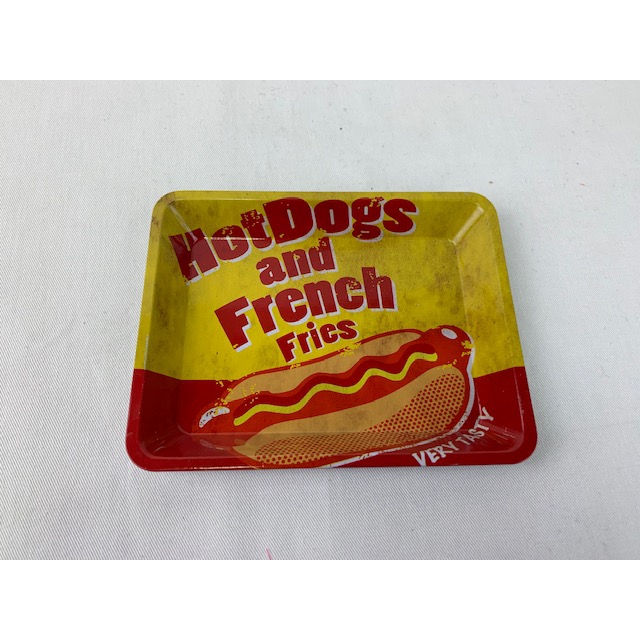 HotDogs
and
French
Fries
VERY TASTY